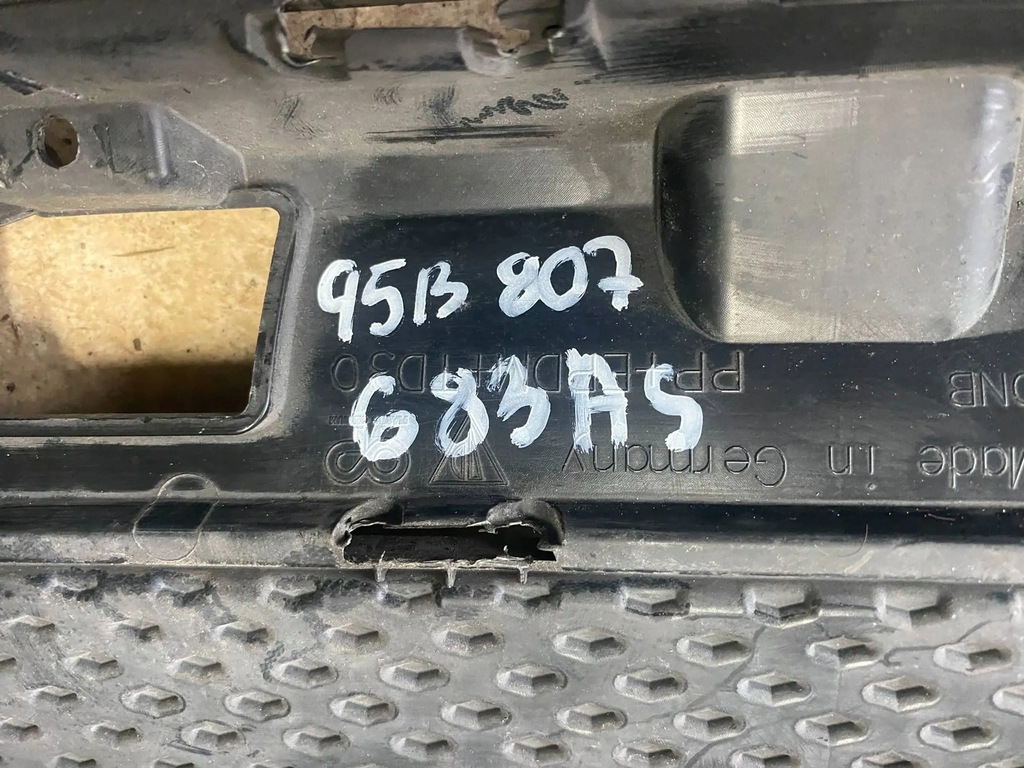 95B 807
683AS
PP+EPDM+TD30
Made in Germany